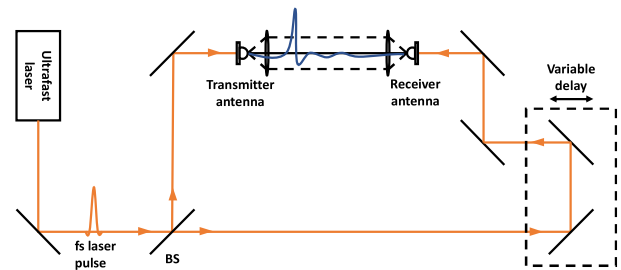 Ultrafast
laser
Transmitter
antenna
Receiver
antenna
Variable
delay
fs laser
pulse
BS